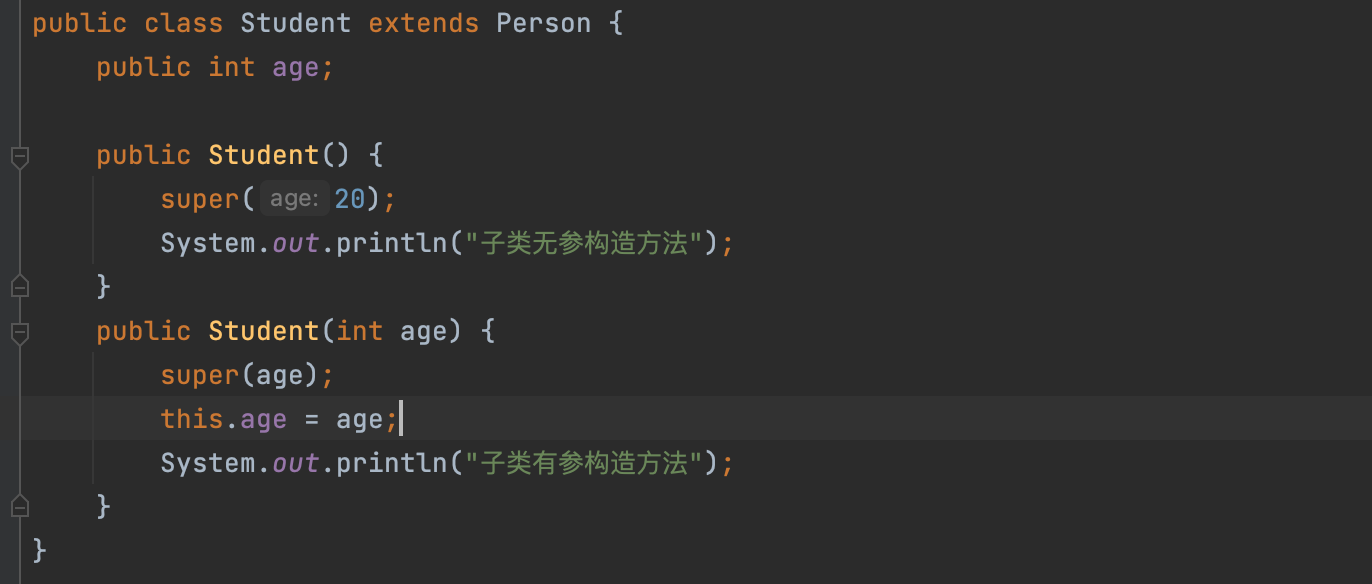 public class Student extends Person {
    public int age;

    public Student() {
        super( age: 20);
        System.out.println("子类无参构造方法");
    }
    public Student(int age) {
        super(age);
        this.age = age;
        System.out.println("子类有参构造方法");
    }
}